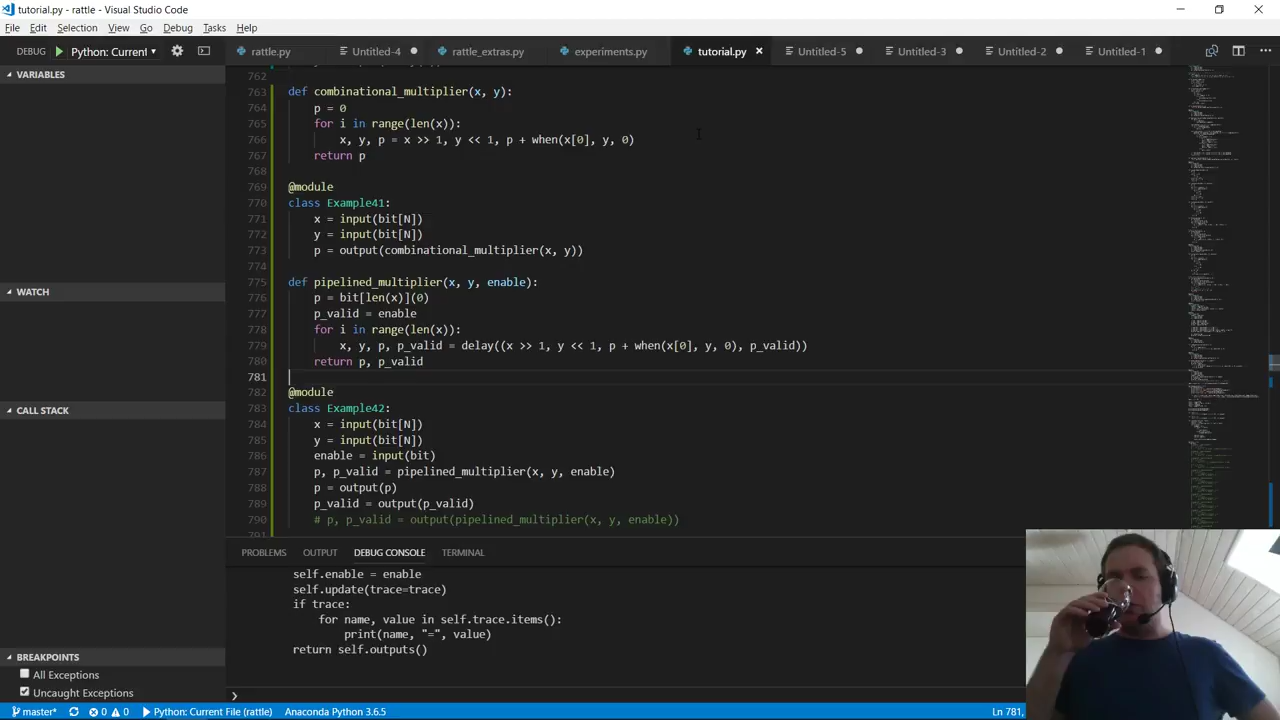 tutorial.py - rattle - Visual Studio Code
File Edit Selection View Go Debug Tasks Help
DEBUG Python: Current
rattle.py Untitled-4 rattle_extras.py experiments.py tutorial.py Untitled-5 Untitled-3 Untitled-2 Untitled-1
VARIABLES
WATCH
CALL STACK
BREAKPOINTS
All Exceptions
Uncaught Exceptions
762
763 def combinational_multiplier(x, y):
764 p = 0
765 for i in range(len(x)):
766 x, y, p = x >> 1, y << 1, p + when(x[0], y, 0)
767 return p
768
769 @module
770 class Example41:
771 x = input(bit[N])
772 y = input(bit[N])
773 p = output(combinational_multiplier(x, y))
774
775 def pipelined_multiplier(x, y, enable):
776 p = bit[len(x)](0)
777 p_valid = enable
778 for i in range(len(x)):
779 x, y, p, p_valid = delay((x >> 1, y << 1, p + when(x[0], y, 0), p_valid))
780 return p, p_valid
781
782 @module
783 class Example42:
784 x = input(bit[N])
785 y = input(bit[N])
786 enable = input(bit)
787 p, p_valid = pipelined_multiplier(x, y, enable)
788 p = output(p)
789 p_valid = output(p_valid)
790 # p, p_valid = output(pipelined_multiplier(x, y, enable))
791
PROBLEMS OUTPUT DEBUG CONSOLE TERMINAL
self.enable = enable
self.update(trace=trace)
if trace:
for name, value in self.trace.items():
print(name, "=", value)
return self.outputs()
master* 0 0 Python: Current File (rattle) Anaconda Python 3.6.5 Ln 781,